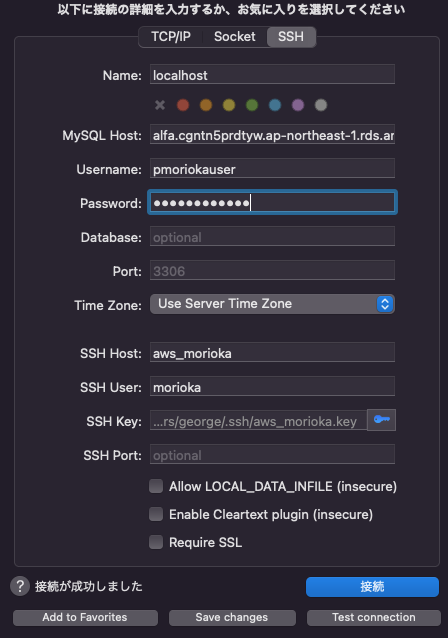 以下に接続の詳細を入力するか、お気に入りを選択してください
TCP/IP Socket SSH
Name: localhost
MySQL Host: alfa.cgntn5prdtyw.ap-northeast-1.rds.ar
Username: pmoriokauser
Password: ●●●●●●●●●●●●
Database: optional
Port: 3306
Time Zone: Use Server Time Zone
SSH Host: aws_morioka
SSH User: morioka
SSH Key: ...rs/george/.ssh/aws_morioka.key
SSH Port: optional
Allow LOCAL_DATA_INFILE (insecure)
Enable Cleartext plugin (insecure)
Require SSL
? 接続が成功しました 接続
Add to Favorites Save changes Test connection